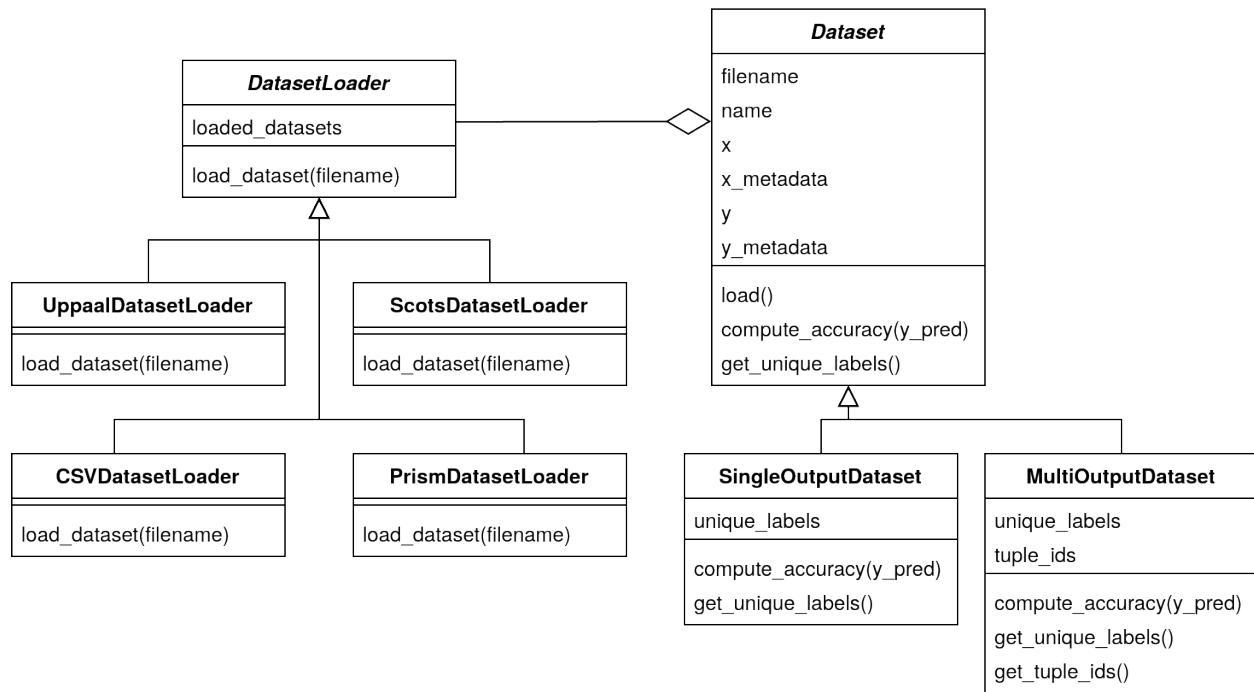 Dataset
filename
name
x
x_metadata
y
y_metadata
load()
compute_accuracy(y_pred)
get_unique_labels()
DatasetLoader
loaded_datasets
load_dataset(filename)
UppaalDatasetLoader
load_dataset(filename)
ScotsDatasetLoader
load_dataset(filename)
CSVDatasetLoader
load_dataset(filename)
PrismDatasetLoader
load_dataset(filename)
SingleOutputDataset
unique_labels
compute_accuracy(y_pred)
get_unique_labels()
MultiOutputDataset
unique_labels
tuple_ids
compute_accuracy(y_pred)
get_unique_labels()
get_tuple_ids()